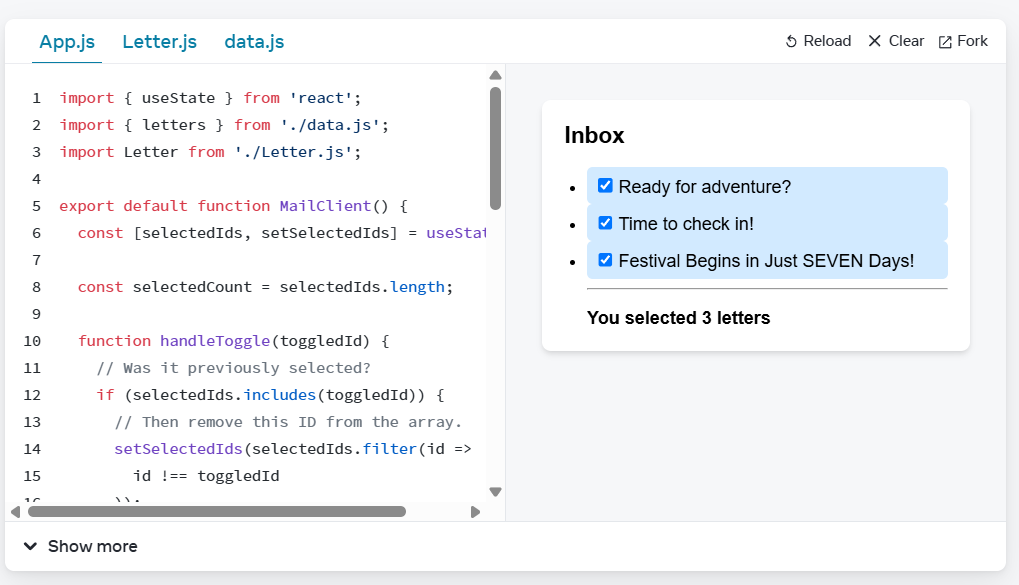 App.js Letter.js data.js Reload Clear Fork
1 import { useState } from 'react';
2 import { letters } from './data.js';
3 import Letter from './Letter.js';
4
5 export default function MailClient() {
6 const [selectedIds, setSelectedIds] = useStat
7
8 const selectedCount = selectedIds.length;
9
10 function handleToggle(toggledId) {
11 // Was it previously selected?
12 if (selectedIds.includes(toggledId)) {
13 // Then remove this ID from the array.
14 setSelectedIds(selectedIds.filter(id =>
15 id !== toggledId
16 ));
Show more
Inbox
Ready for adventure?
Time to check in!
Festival Begins in Just SEVEN Days!
You selected 3 letters